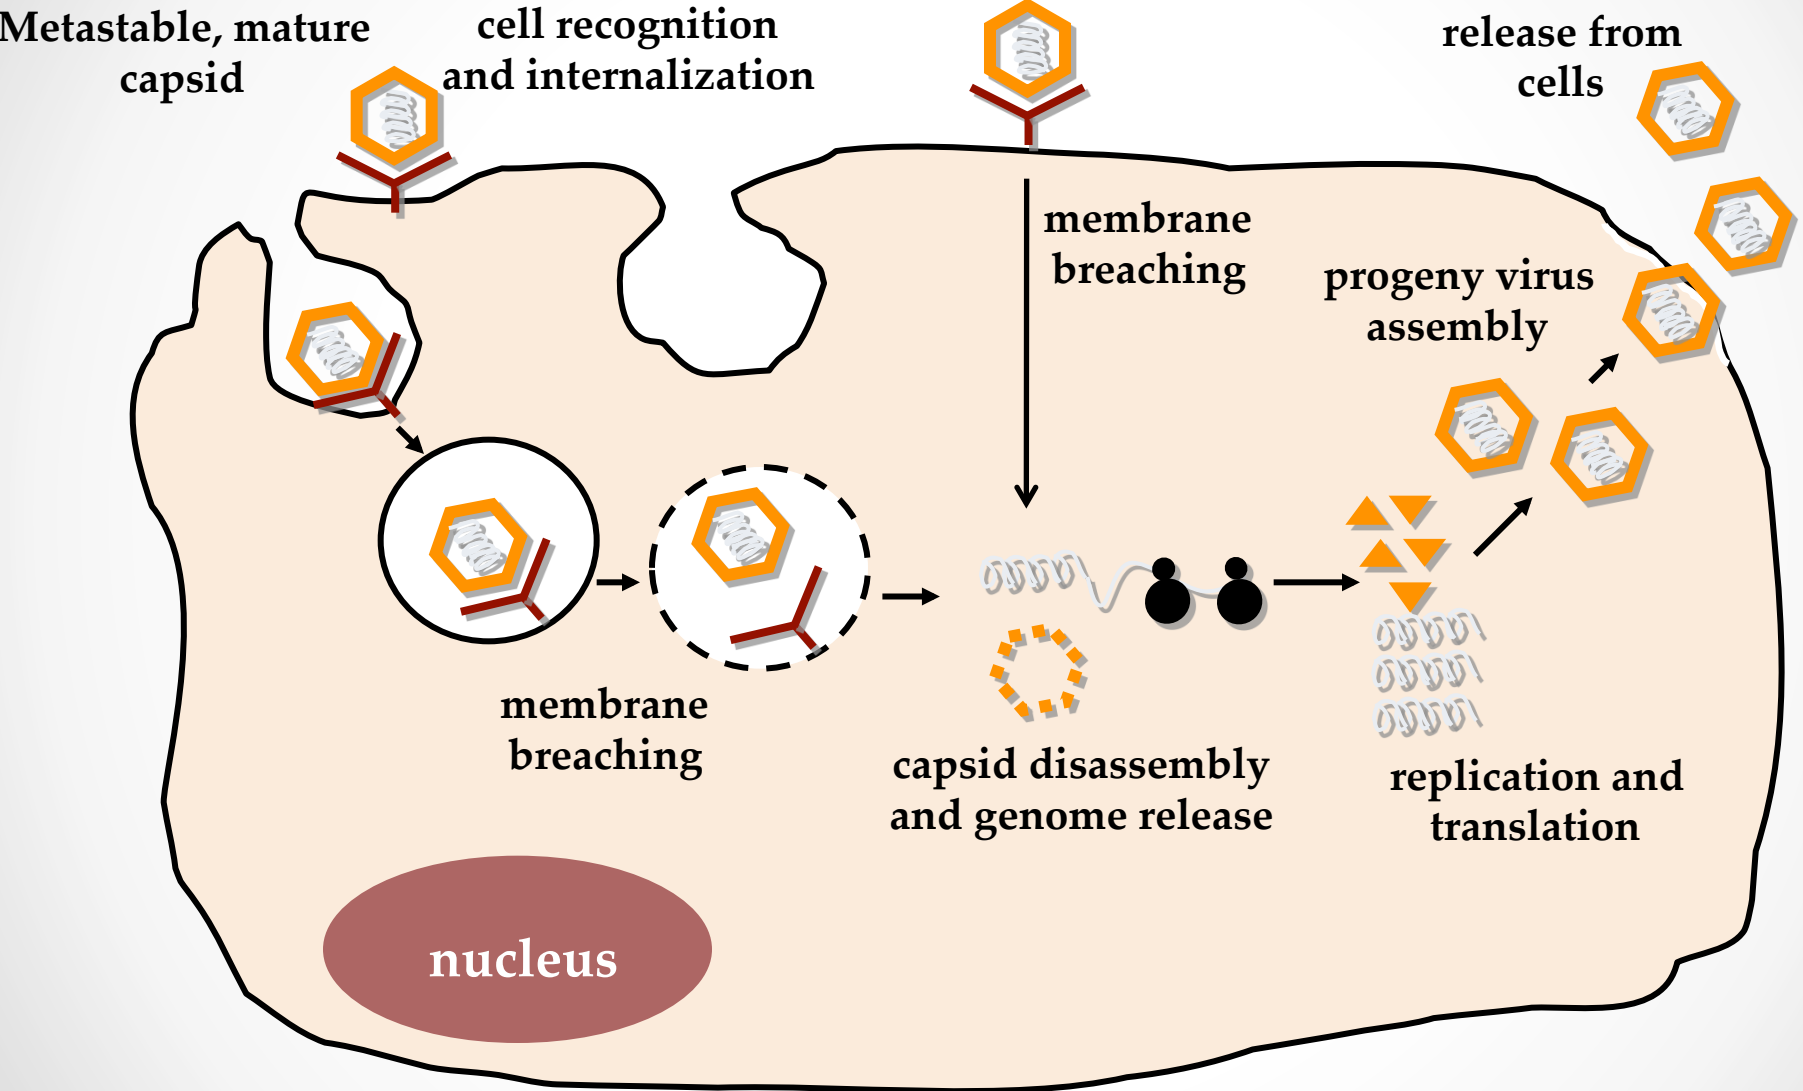 Metastable, mature
capsid
cell recognition
and internalization
release from
cells
membrane
breaching
progeny virus
assembly
membrane
breaching
capsid disassembly
and genome release
replication and
translation
nucleus